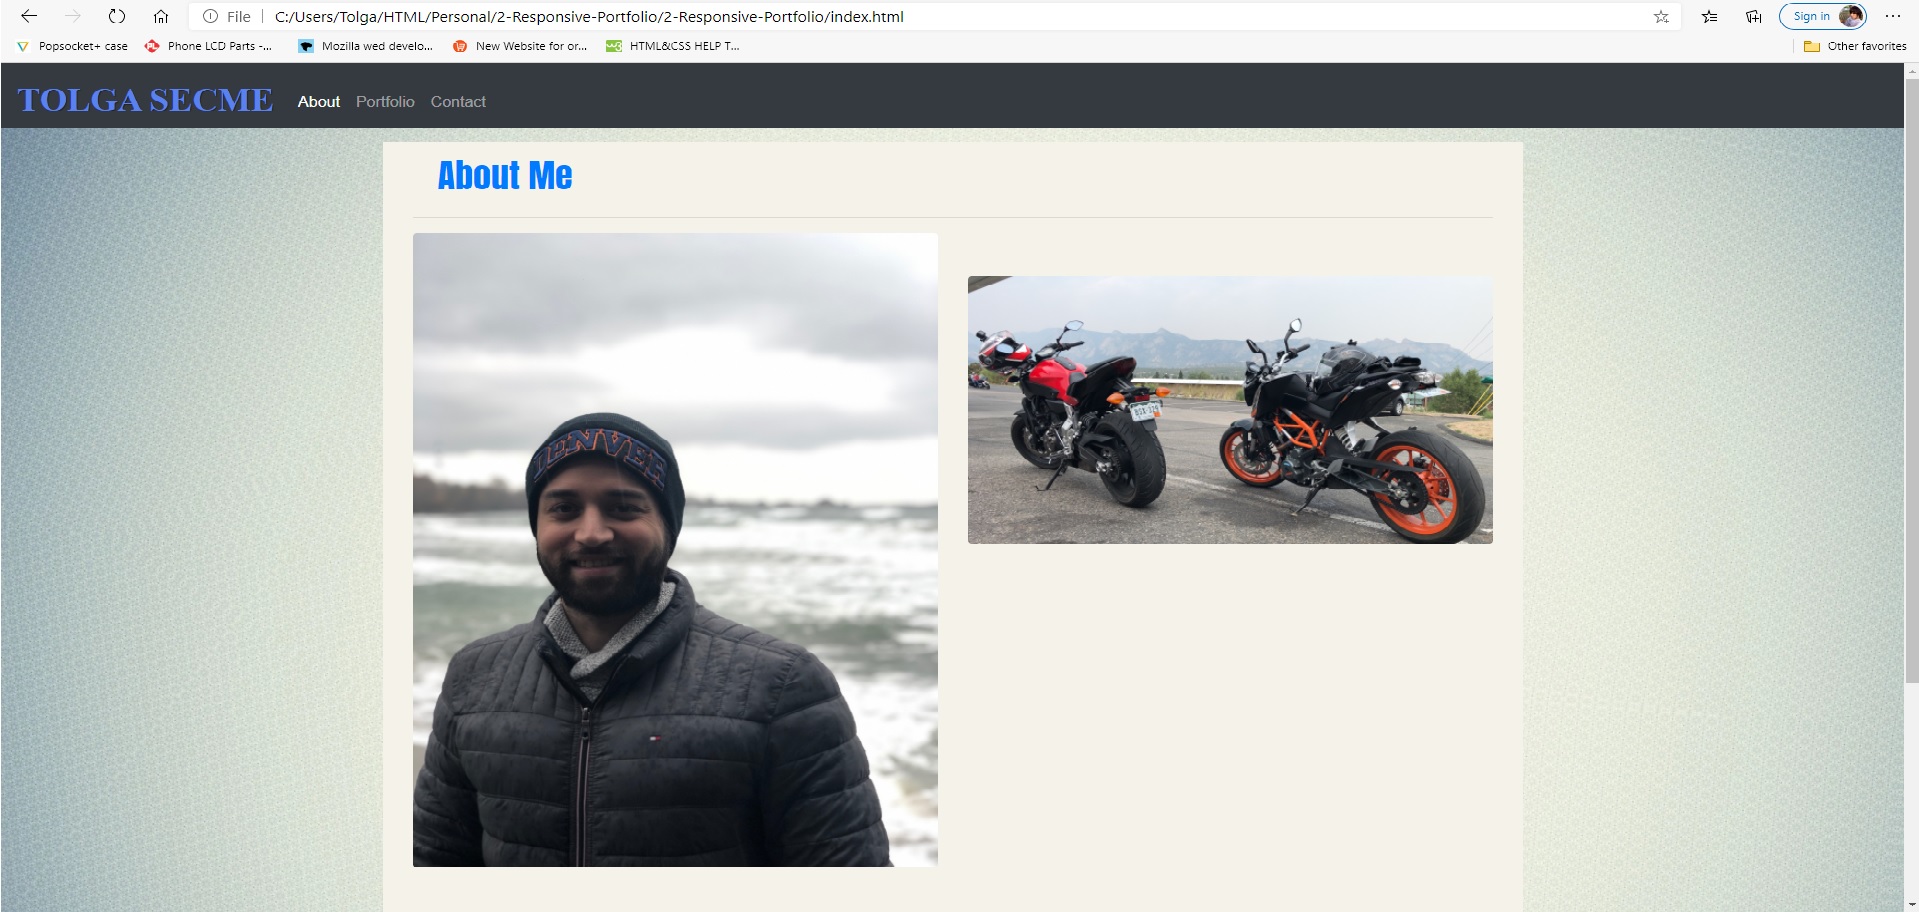 File C:/Users/Tolga/HTML/Personal/2-Responsive-Portfolio/2-Responsive-Portfolio/index.html Sign in
Popsocket+ case Phone LCD Parts -... Mozilla wed develo... New Website for or... HTML&CSS HELP T... Other favorites
TOLGA SECME About Portfolio Contact
About Me
DENVER